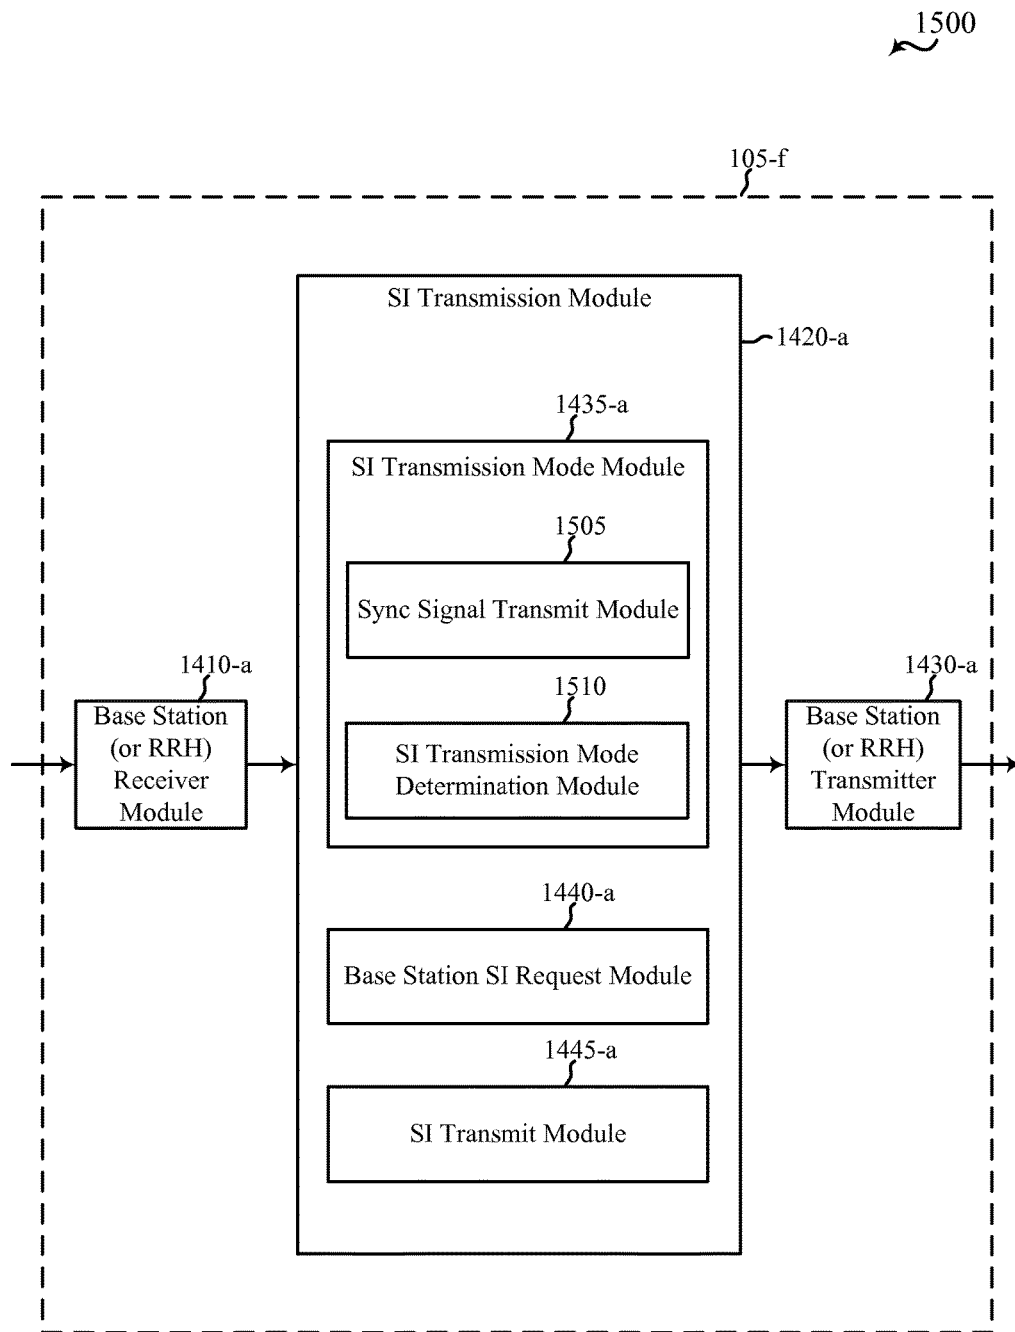 1500
105-f
SI Transmission Module
1420-a
1435-a
SI Transmission Mode Module
1505
Sync Signal Transmit Module
1410-a
Base Station
(or RRH)
Receiver
Module
1510
SI Transmission Mode
Determination Module
1430-a
Base Station
(or RRH)
Transmitter
Module
1440-a
Base Station SI Request Module
1445-a
SI Transmit Module